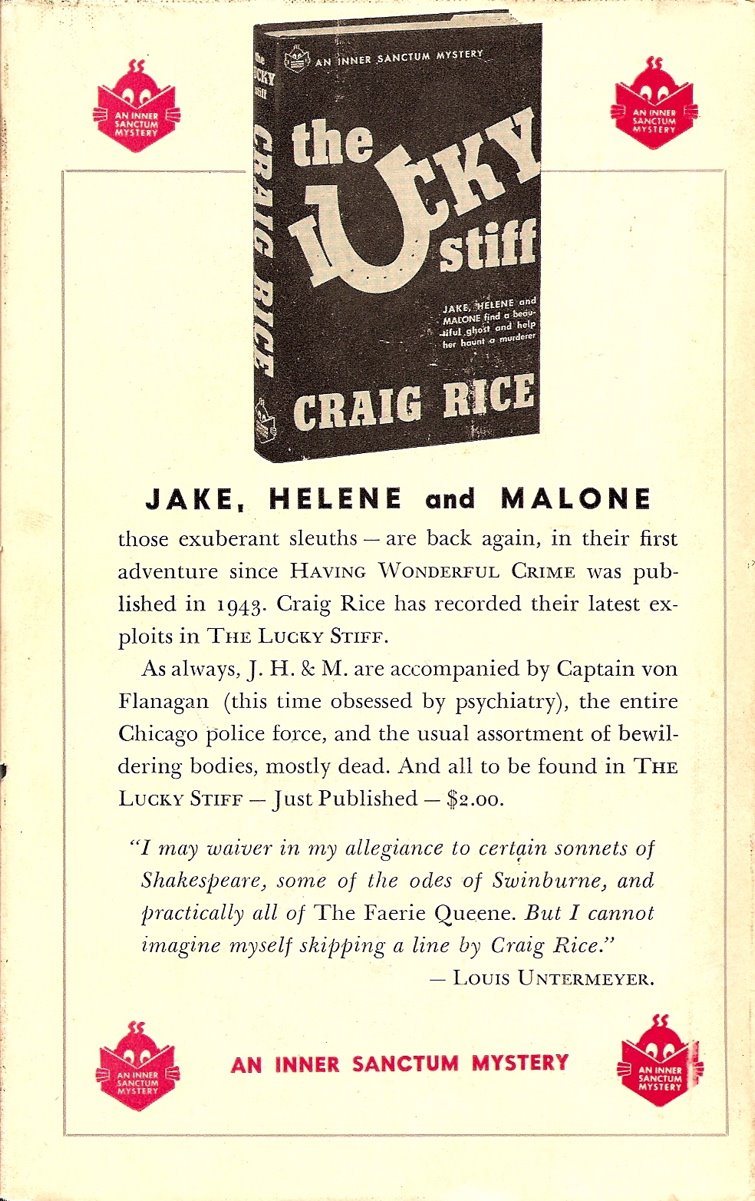 AN INNER
SANCTUM
MYSTERY
AN INNER
SANCTUM
MYSTERY
the
LUCKY
stiff
CRAIG RICE
AN INNER SANCTUM MYSTERY
the
LUCKY
stiff
JAKE, HELENE and
MALONE find a beau-
tiful ghost and help
her haunt a murderer
CRAIG RICE
JAKE, HELENE and MALONE
those exuberant sleuths — are back again, in their first
adventure since HAVING WONDERFUL CRIME was pub-
lished in 1943. Craig Rice has recorded their latest ex-
ploits in THE LUCKY STIFF.
As always, J. H. & M. are accompanied by Captain von
Flanagan (this time obsessed by psychiatry), the entire
Chicago police force, and the usual assortment of bewil-
dering bodies, mostly dead. And all to be found in THE
LUCKY STIFF — Just Published — $2.00.
“I may waiver in my allegiance to certain sonnets of
Shakespeare, some of the odes of Swinburne, and
practically all of The Faerie Queene. But I cannot
imagine myself skipping a line by Craig Rice.”
— LOUIS UNTERMEYER.
AN INNER
SANCTUM
MYSTERY
AN INNER SANCTUM MYSTERY
AN INNER
SANCTUM
MYSTERY